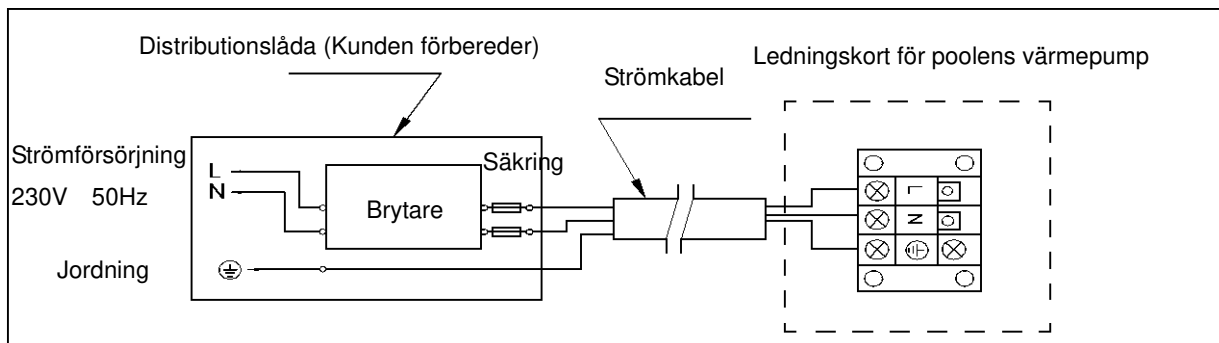 Distributionslåda (Kunden förbereder)
Ledningskort för poolens värmepump
Strömkabel
Strömförsörjning
230V 50Hz
L
N
Säkring
Brytare
Jordning
L
N